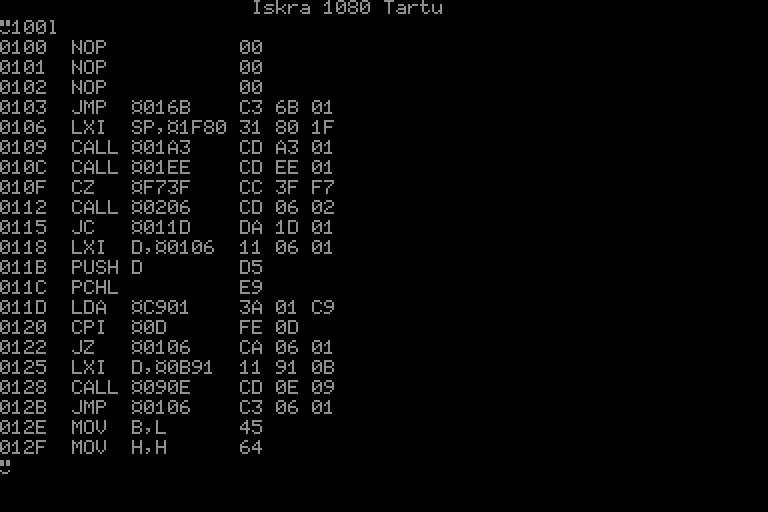 Iskra 1080 Tartu
100l
0100 NOP 00
0101 NOP 00
0102 NOP 00
0103 JMP ¤016B C3 6B 01
0106 LXI SP,¤1F80 31 80 1F
0109 CALL ¤01A3 CD A3 01
010C CALL ¤01EE CD EE 01
010F CZ ¤F73F CC 3F F7
0112 CALL ¤0206 CD 06 02
0115 JC ¤011D DA 1D 01
0118 LXI D,¤0106 11 06 01
011B PUSH D D5
011C PCHL E9
011D LDA ¤C901 3A 01 C9
0120 CPI ¤0D FE 0D
0122 JZ ¤0106 CA 06 01
0125 LXI D,¤0B91 11 91 0B
0128 CALL ¤090E CD 0E 09
012B JMP ¤0106 C3 06 01
012E MOV B,L 45
012F MOV H,H 64